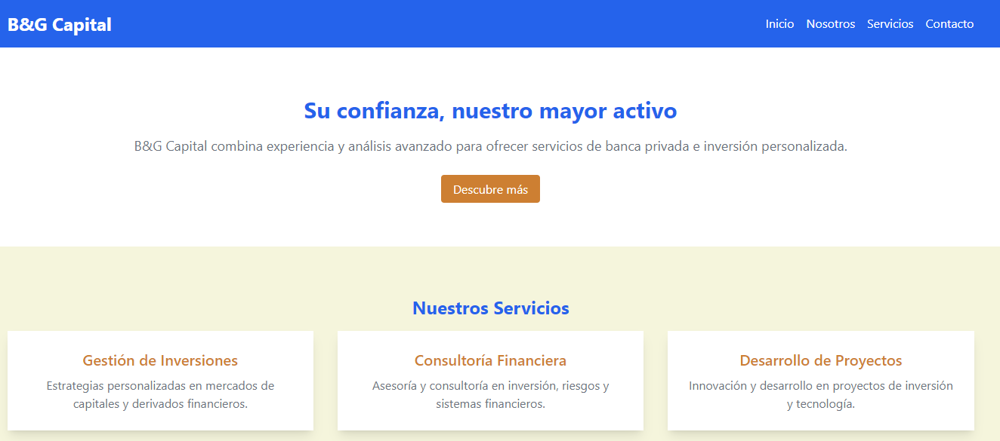 B&G Capital
Inicio Nosotros Servicios Contacto
Su confianza, nuestro mayor activo
B&G Capital combina experiencia y análisis avanzado para ofrecer servicios de banca privada e inversión personalizada.
Descubre más
Nuestros Servicios
Gestión de Inversiones
Estrategias personalizadas en mercados de
capitales y derivados financieros.
Consultoría Financiera
Asesoría y consultoría en inversión, riesgos y
sistemas financieros.
Desarrollo de Proyectos
Innovación y desarrollo en proyectos de inversión
y tecnología.